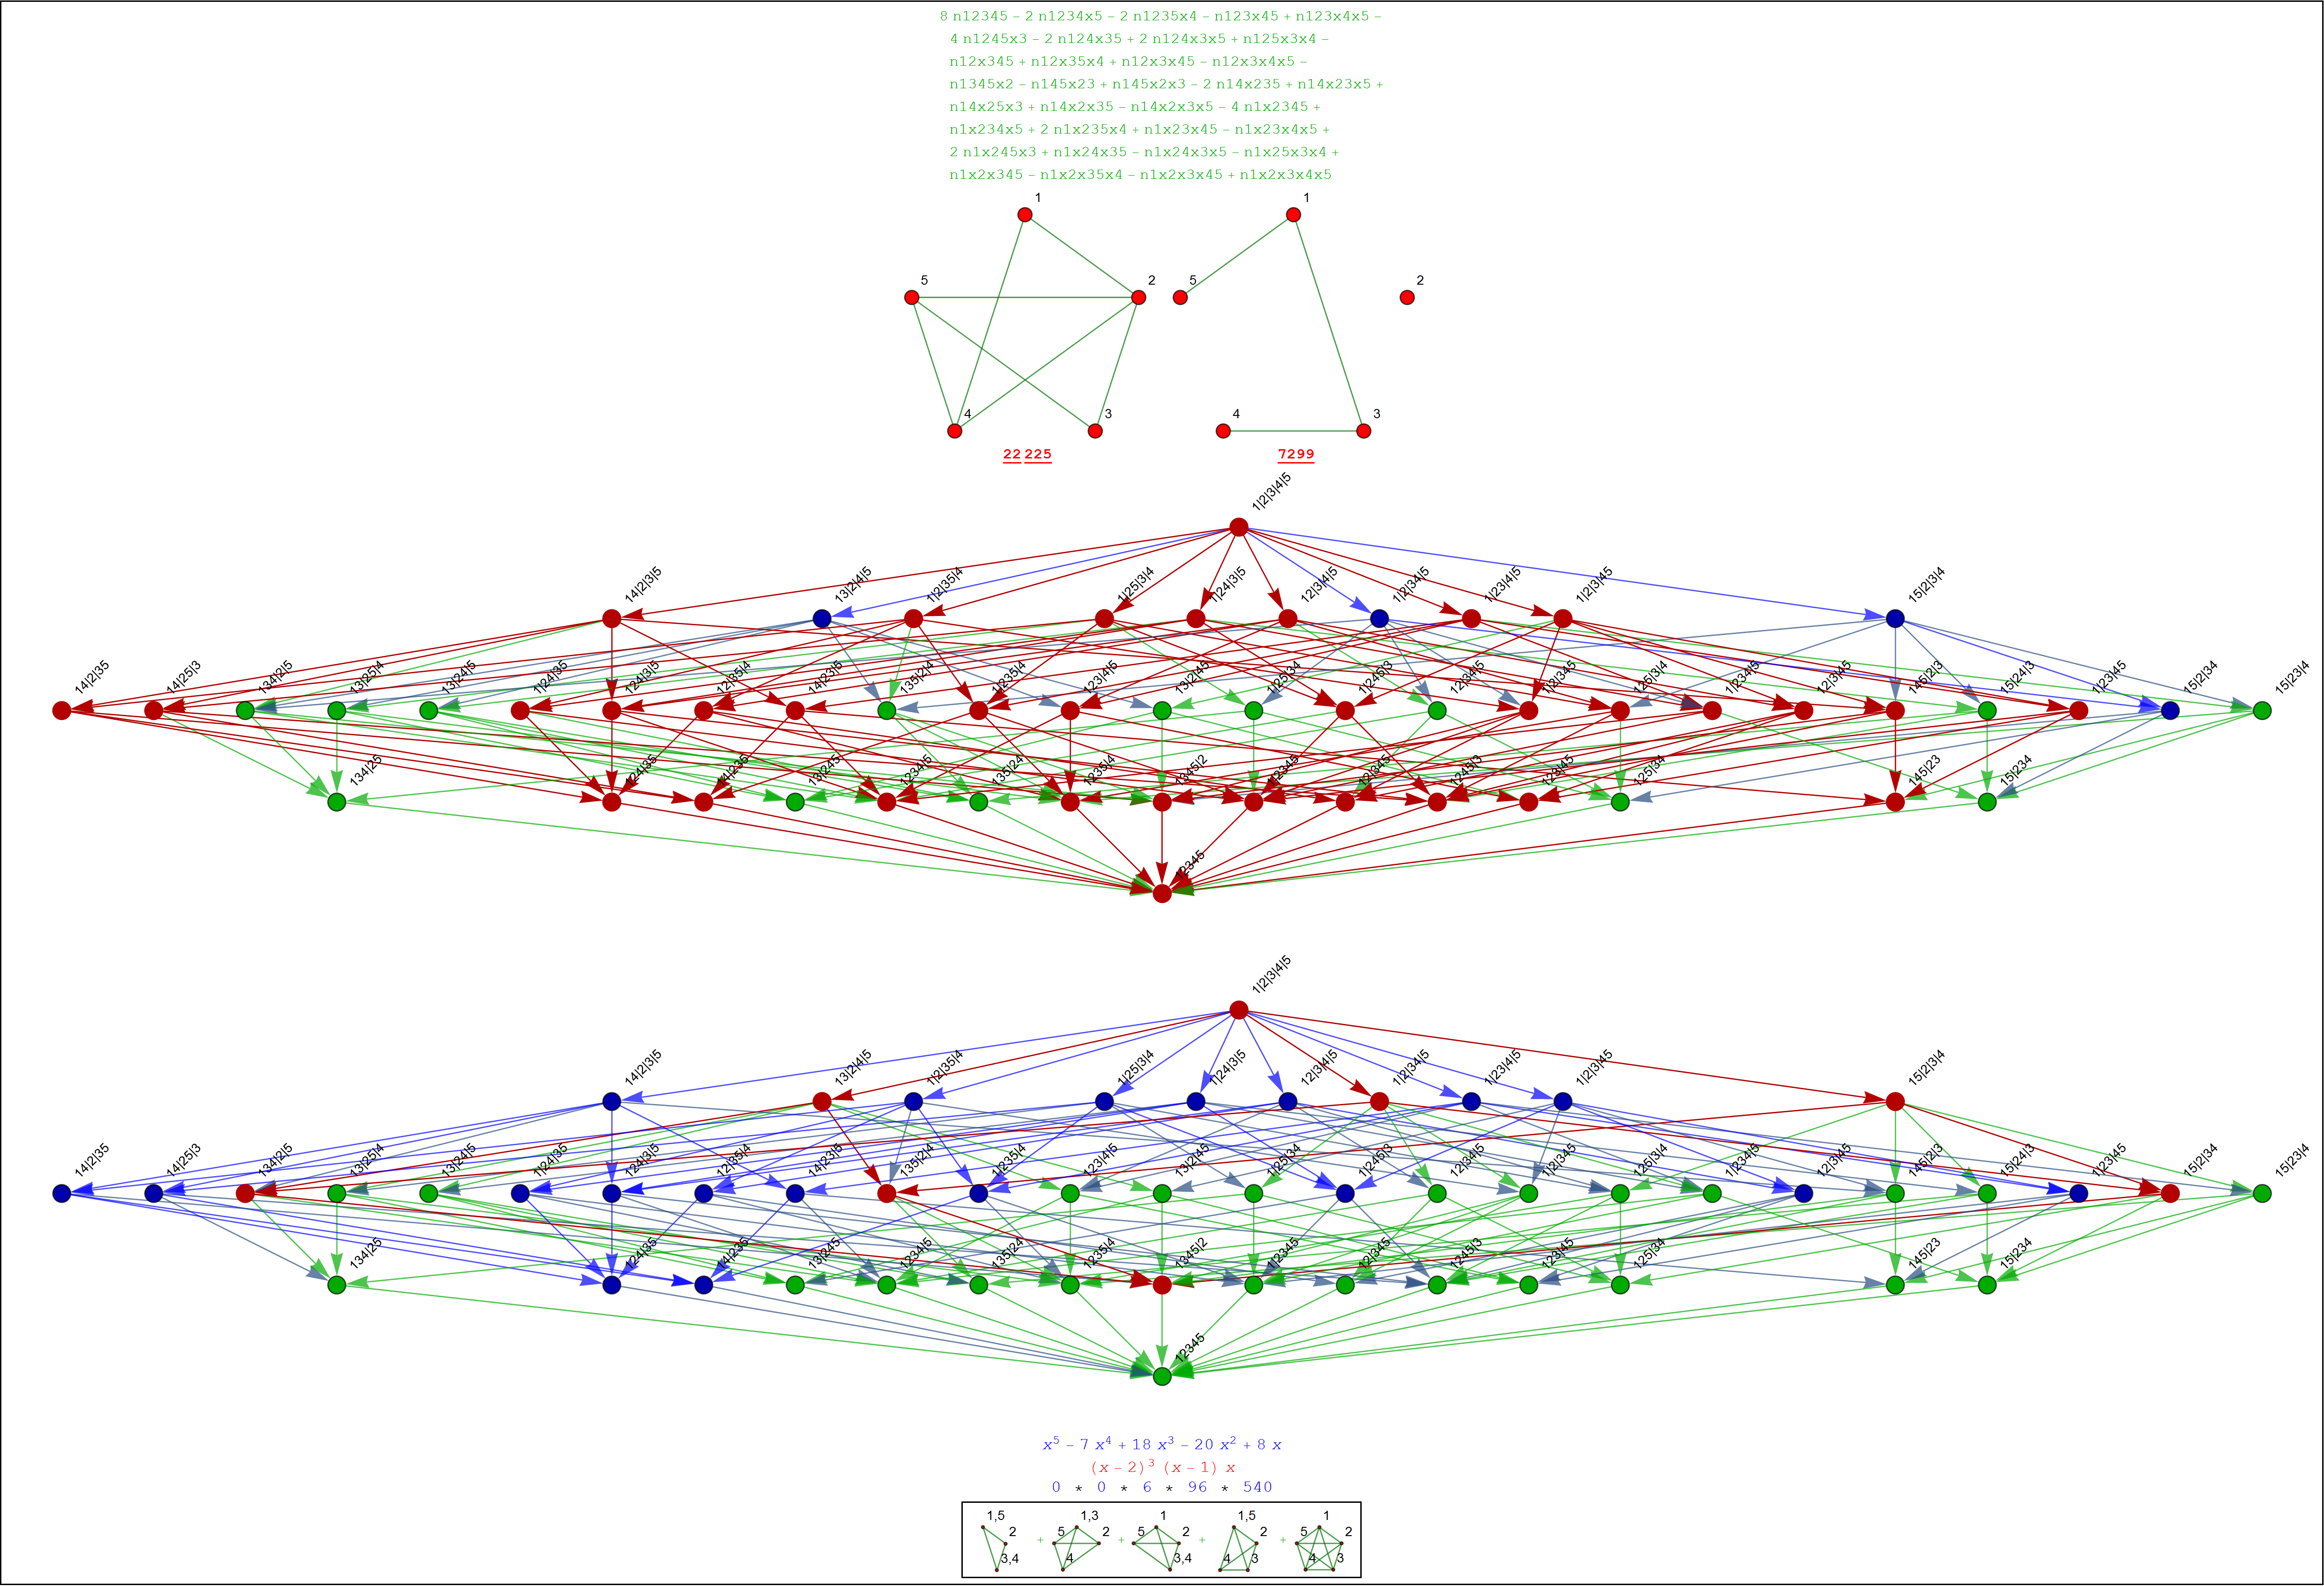 8 n12345 – 2 n1234x5 – 2 n1235x4 – n123x45 + n123x4x5 –
4 n1245x3 – 2 n124x35 + 2 n124x3x5 + n125x3x4 –
n12x345 + n12x35x4 + n12x3x45 – n12x3x4x5 –
n1345x2 – n145x23 + n145x2x3 – 2 n14x235 + n14x23x5 +
n14x25x3 + n14x2x35 – n14x2x3x5 – 4 n1x2345 +
n1x234x5 + 2 n1x235x4 + n1x23x45 – n1x23x4x5 +
2 n1x245x3 + n1x24x35 – n1x24x3x5 – n1x25x3x4 +
n1x2x345 – n1x2x35x4 – n1x2x3x45 + n1x2x3x4x5
1 1
5 2 5 2
4 3 4 3
22 225 7299
1|2|3|4|5
14|2|3|5 13|2|4|5 1|2|35|4 1|25|3|4 1|24|3|5 12|3|4|5 1|2|34|5 1|23|4|5 1|2|3|45 15|2|3|4
14|2|35 14|25|3 134|2|5 13|25|4 13|24|5 1|24|35 124|3|5 12|35|4 14|23|5 135|2|4 1|235|4 123|4|5 13|2|45 1|25|34 1|245|3 12|34|5 1|2|345 125|3|4 1|234|5 12|3|45 145|2|3 15|24|3 1|23|45 15|2|34 15|23|4
134|25 124|35 14|235 13|245 1234|5 135|24 1235|4 1345|2 1|2345 12|345 1245|3 123|45 125|34 145|23 15|234
12345
1|2|3|4|5
14|2|3|5 13|2|4|5 1|2|35|4 1|25|3|4 1|24|3|5 12|3|4|5 1|2|34|5 1|23|4|5 1|2|3|45 15|2|3|4
14|2|35 14|25|3 134|2|5 13|25|4 13|24|5 1|24|35 124|3|5 12|35|4 14|23|5 135|2|4 1|235|4 123|4|5 13|2|45 1|25|34 1|245|3 12|34|5 1|2|345 125|3|4 1|234|5 12|3|45 145|2|3 15|24|3 1|23|45 15|2|34 15|23|4
134|25 124|35 14|235 13|245 1234|5 135|24 1235|4 1345|2 1|2345 12|345 1245|3 123|45 125|34 145|23 15|234
12345
x⁵ – 7 x⁴ + 18 x³ – 20 x² + 8 x
(x – 2)³ (x – 1) x
0 * 0 * 6 * 96 * 540
1,5 1,3 1 1,5 1
2 5 2 5 2 2 5 2
+ + + +
3,4 4 3,4 4 3 4 3